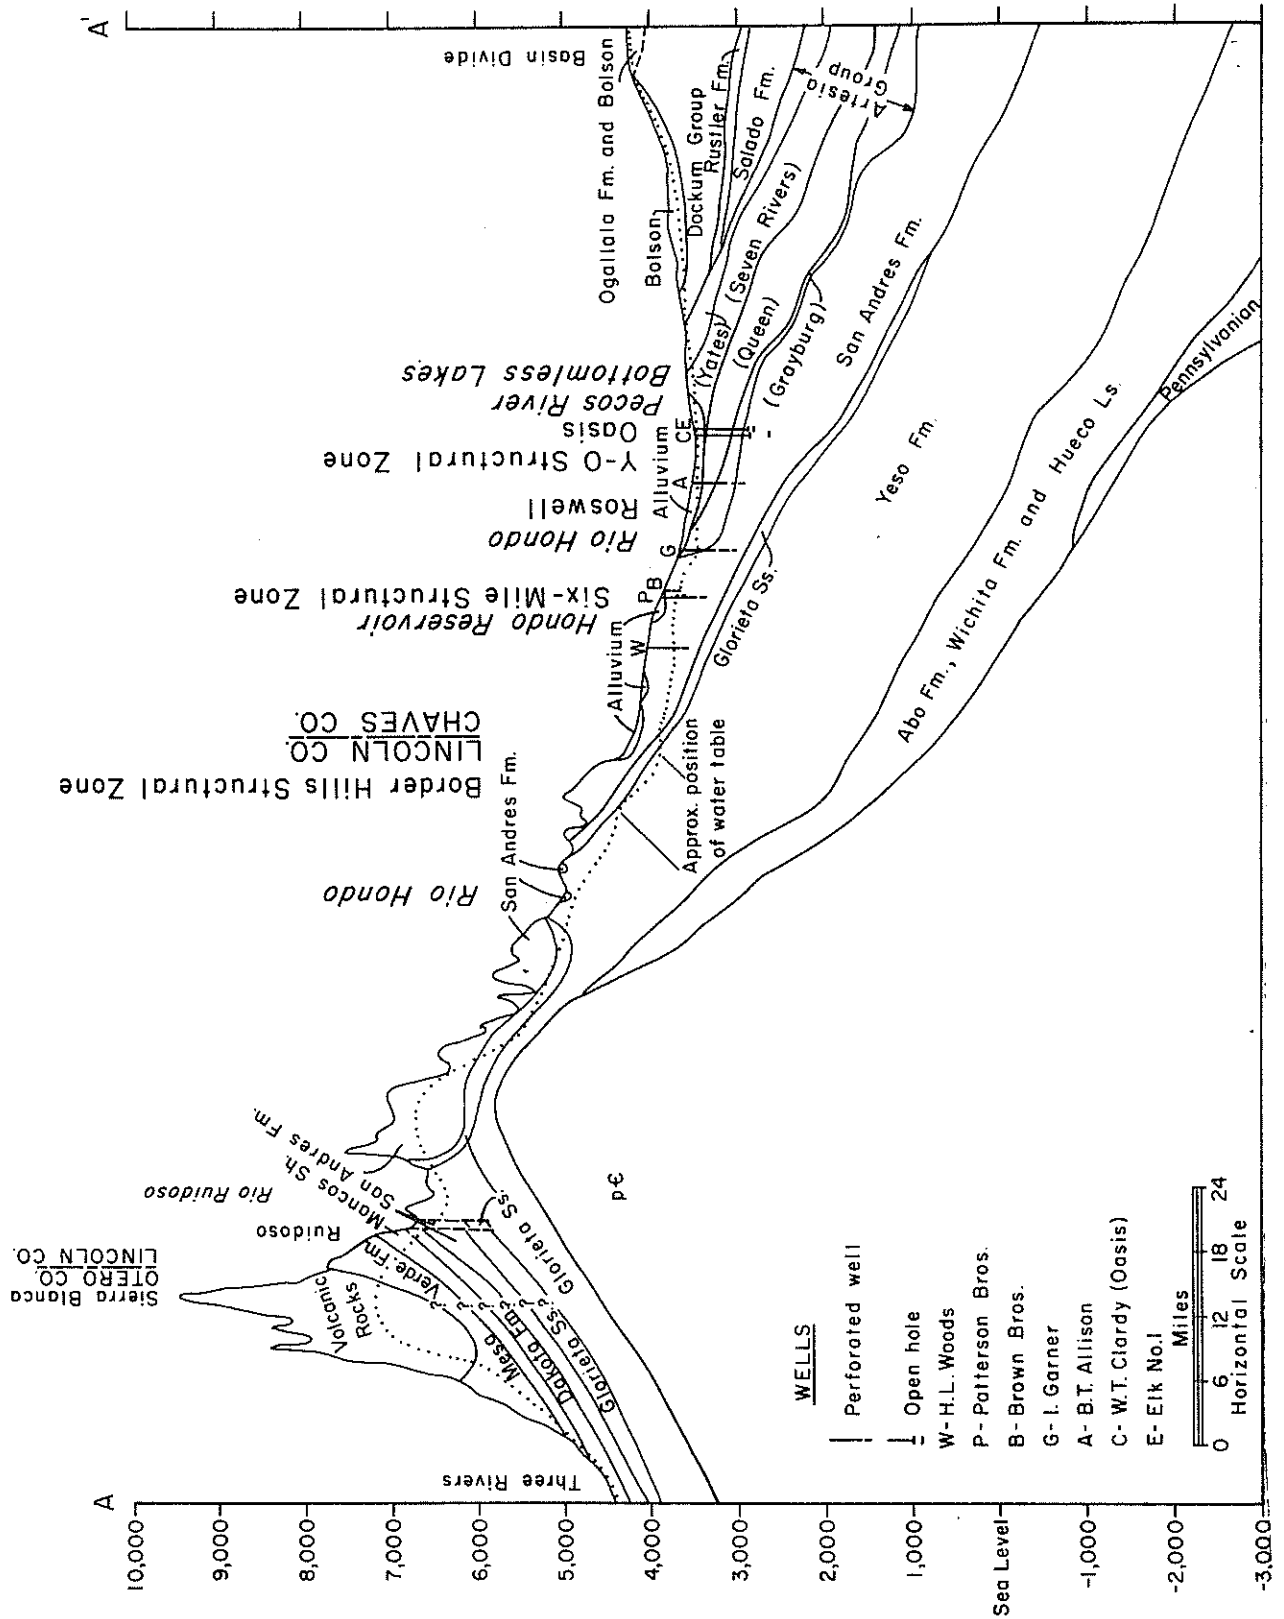 A
A'
Three Rivers
Sierra Blanca
OTERO CO.
LINCOLN CO.
Ruidoso
Rio Ruidoso
Rio Hondo
Border Hills Structural Zone
LINCOLN CO.
CHAVES CO.
Hondo Reservoir
Six-Mile Structural Zone
Rio Hondo
Roswell
Y-O Structural Zone
Oasis
Pecos River
Bottomless Lakes
Basin Divide
Volcanic
Rocks
Mesa
Verde Fm.
Mancos Sh.
San Andres Fm.
Dakota Fm.
Glorieta Ss.
Glorieta Ss.
Ss.
? ? ? ? ?
San Andres Fm.
Alluvium
W
P
B
G
Alluvium
A
CE
Bolson
Ogallala Fm. and Bolson
Dockum Group
Rustler Fm.
Salado Fm.
Artesia
Group
(Yates)
(Seven Rivers)
(Queen)
(Grayburg)
San Andres Fm.
Glorieta Ss.
Approx. position
of water table
Yeso Fm.
Abo Fm., Wichita Fm. and Hueco Ls.
Pennsylvanian
p€
10,000
9,000
8,000
7,000
6,000
5,000
4,000
3,000
2,000
1,000
Sea Level
-1,000
-2,000
-3,000
WELLS
Perforated well
Open hole
W- H.L. Woods
P- Patterson Bros.
B- Brown Bros.
G- I. Garner
A- B.T. Allison
C- W.T. Clardy (Oasis)
E- Elk No.1
Miles
0 6 12 18 24
Horizontal Scale